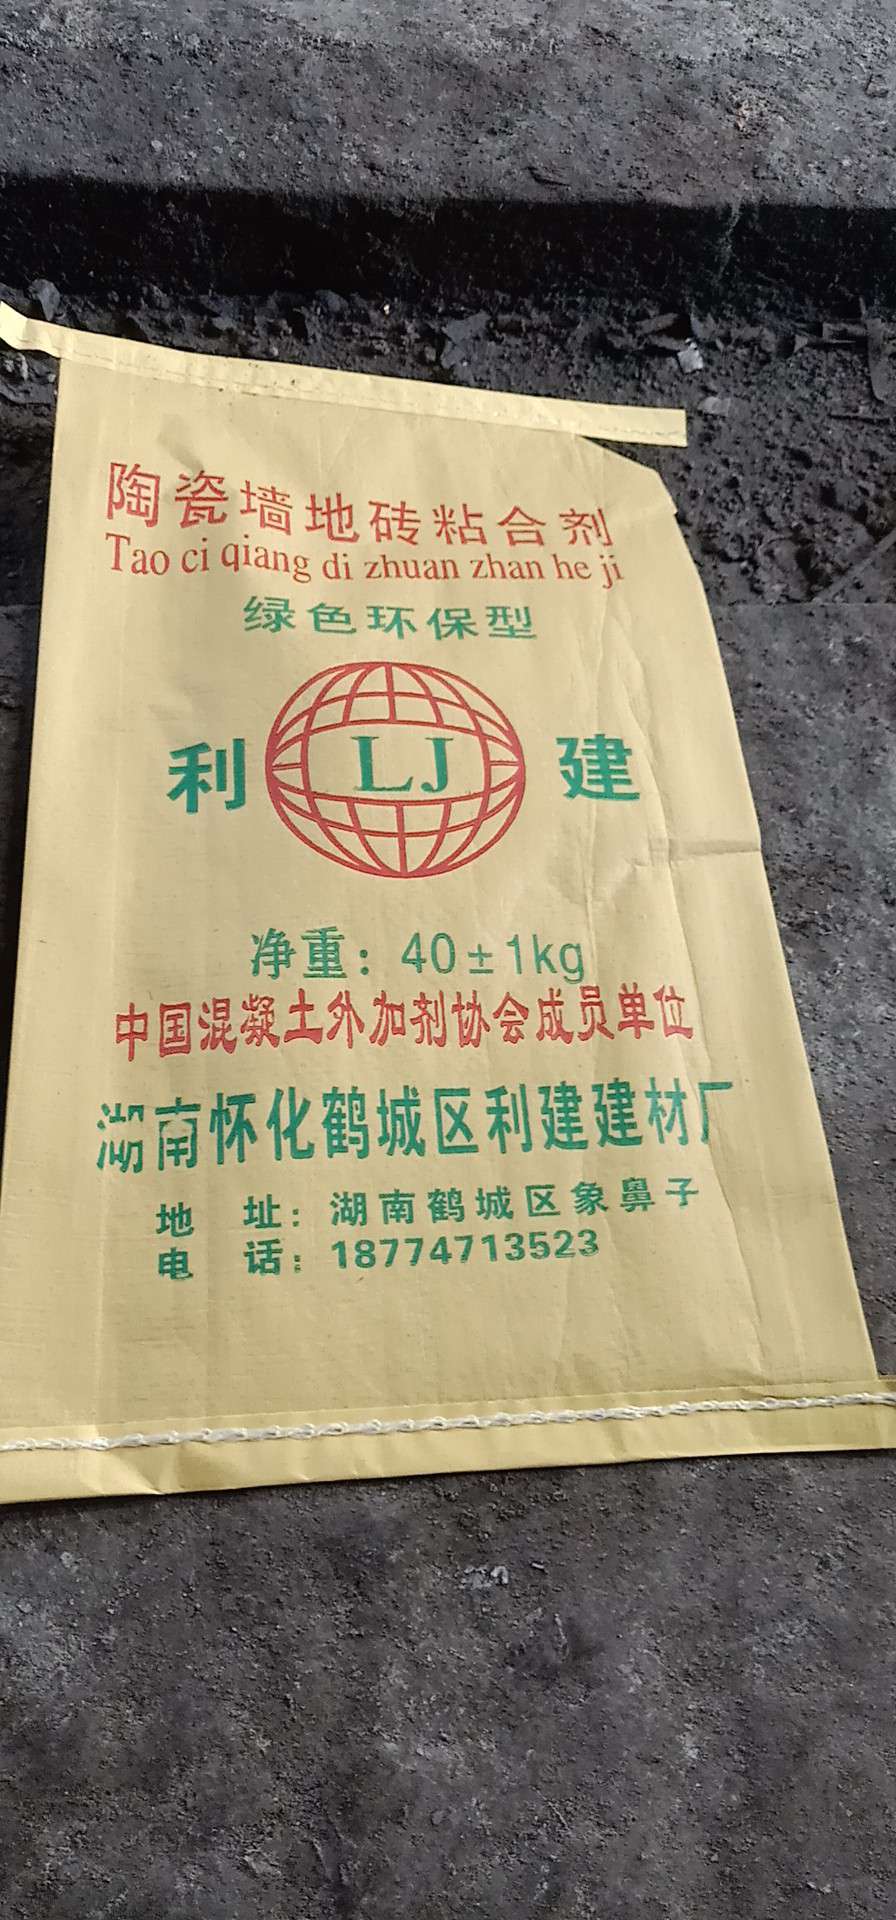 陶瓷墙地砖粘合剂
Tao ci qiang di zhuan zhan he ji
绿色环保型
利 LJ 建
净重：40±1kg
中国混凝土外加剂协会成员单位
湖南怀化鹤城区利建建材厂
地 址：湖南鹤城区象鼻子
电 话：18774713523